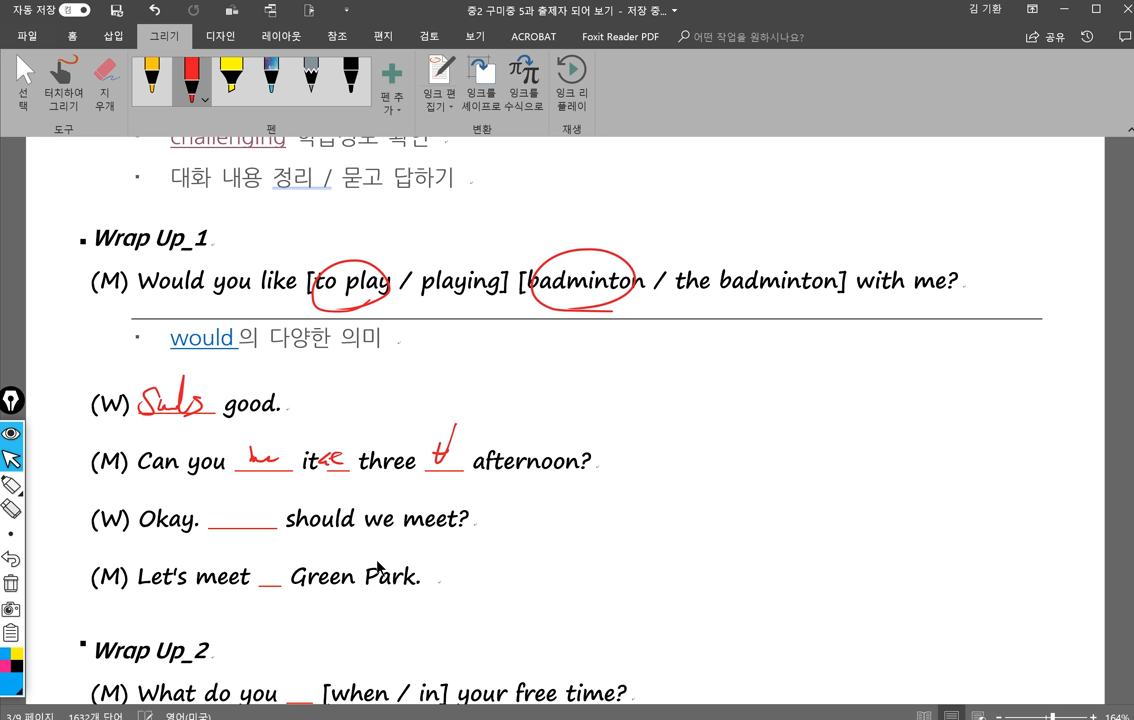 자동 저장 켬 중2 구미중 5과 출제자 되어 보기 - 저장 중... 김 기환
파일 홈 삽입 그리기 디자인 레이아웃 참조 편지 검토 보기 ACROBAT Foxit Reader PDF 어떤 작업을 원하시나요? 공유
선택 터치하여 그리기 지우개 펜 추가 잉크 편집기 잉크를 셰이프로 잉크를 수식으로 잉크 리플레이
도구 펜 변환 재생
challenging 학습정도 확인
· 대화 내용 정리 / 묻고 답하기
▪ Wrap Up_1
(M) Would you like [to play / playing] [badminton / the badminton] with me?
· would 의 다양한 의미
(W) good.
(M) Can you it three afternoon?
(W) Okay. ______ should we meet?
(M) Let's meet __ Green Park.
▪ Wrap Up_2
(M) What do you __ [when / in] your free time?
3/9 페이지 1632개 단어 영어(미국) 164%